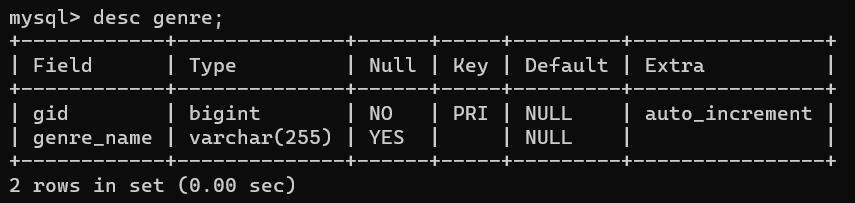 mysql> desc genre;
+------------+--------------+------+-----+---------+----------------+
| Field      | Type         | Null | Key | Default | Extra          |
+------------+--------------+------+-----+---------+----------------+
| gid        | bigint       | NO   | PRI | NULL    | auto_increment |
| genre_name | varchar(255) | YES  |     | NULL    |                |
+------------+--------------+------+-----+---------+----------------+
2 rows in set (0.00 sec)